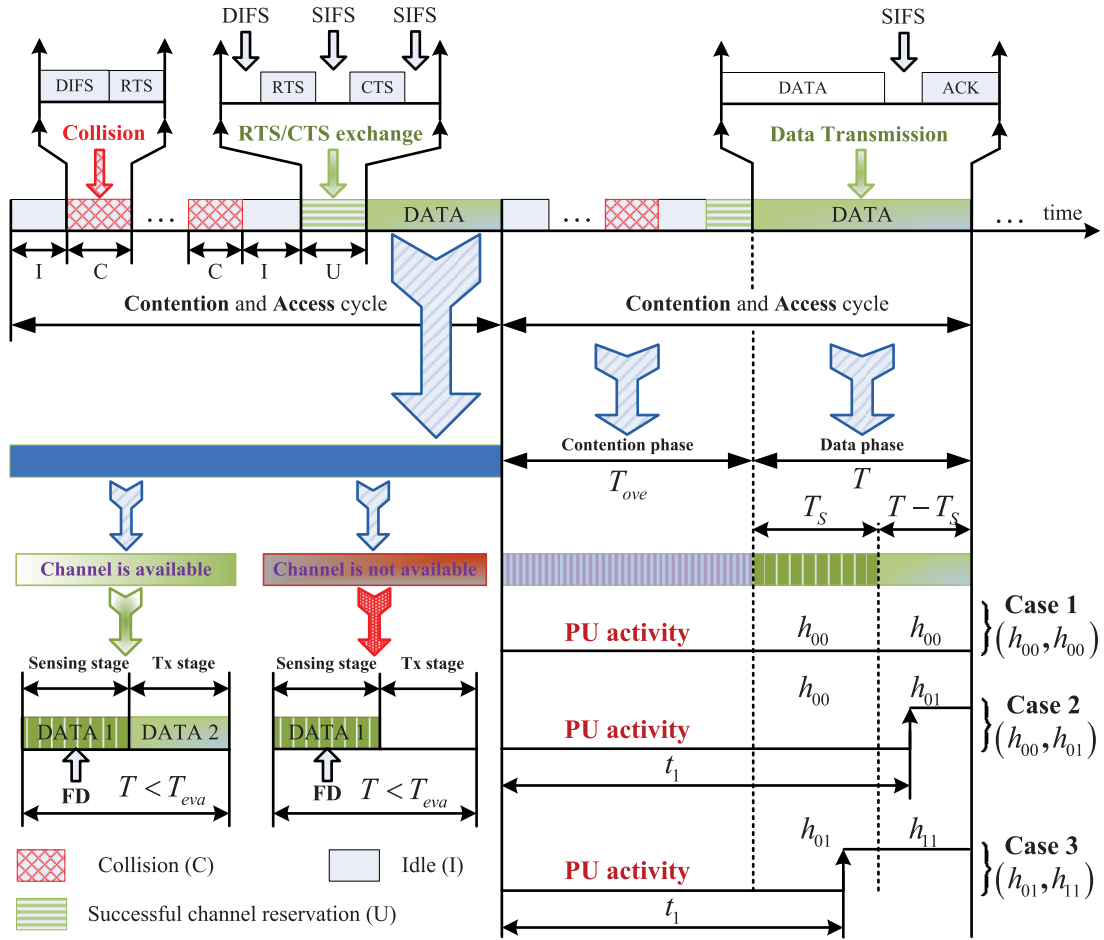 DIFS SIFS SIFS SIFS
DIFS RTS RTS CTS DATA ACK
Collision RTS/CTS exchange Data Transmission
... DATA ... DATA ... time
I C C I U
Contention and Access cycle Contention and Access cycle
Contention phase Data phase
T_ove T
T_S T − T_S
Channel is available Channel is not available
PU activity h_00 h_00 } Case 1
(h_00, h_00)
Sensing stage Tx stage Sensing stage Tx stage
h_00 h_01 } Case 2
DATA 1 DATA 2 DATA 1 PU activity (h_00, h_01)
t_1
FD T < T_eva FD T < T_eva
h_01 h_11 } Case 3
Collision (C) Idle (I) PU activity (h_01, h_11)
t_1
Successful channel reservation (U)